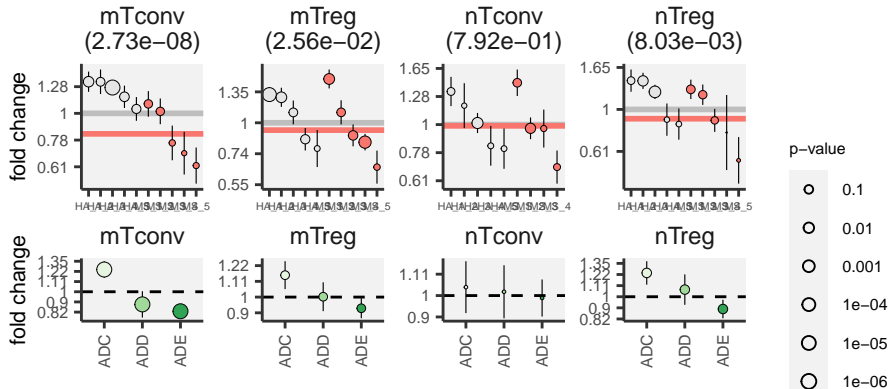 mTconv
(2.73e−08)
mTreg
(2.56e−02)
nTconv
(7.92e−01)
nTreg
(8.03e−03)
fold change
1.28
1
0.78
0.61
1.35
1
0.74
0.55
1.65
1.28
1
0.78
0.61
1.65
1
0.61
p−value
0.1
0.01
0.001
1e−04
1e−05
1e−06
mTconv
mTreg
nTconv
nTreg
fold change
1.35
1.22
1.11
1
0.9
0.82
1.22
1.11
1
0.9
1.11
1
0.9
1.35
1.22
1.11
1
0.9
0.82
ADC
ADD
ADE
ADC
ADD
ADE
ADC
ADD
ADE
ADC
ADD
ADE